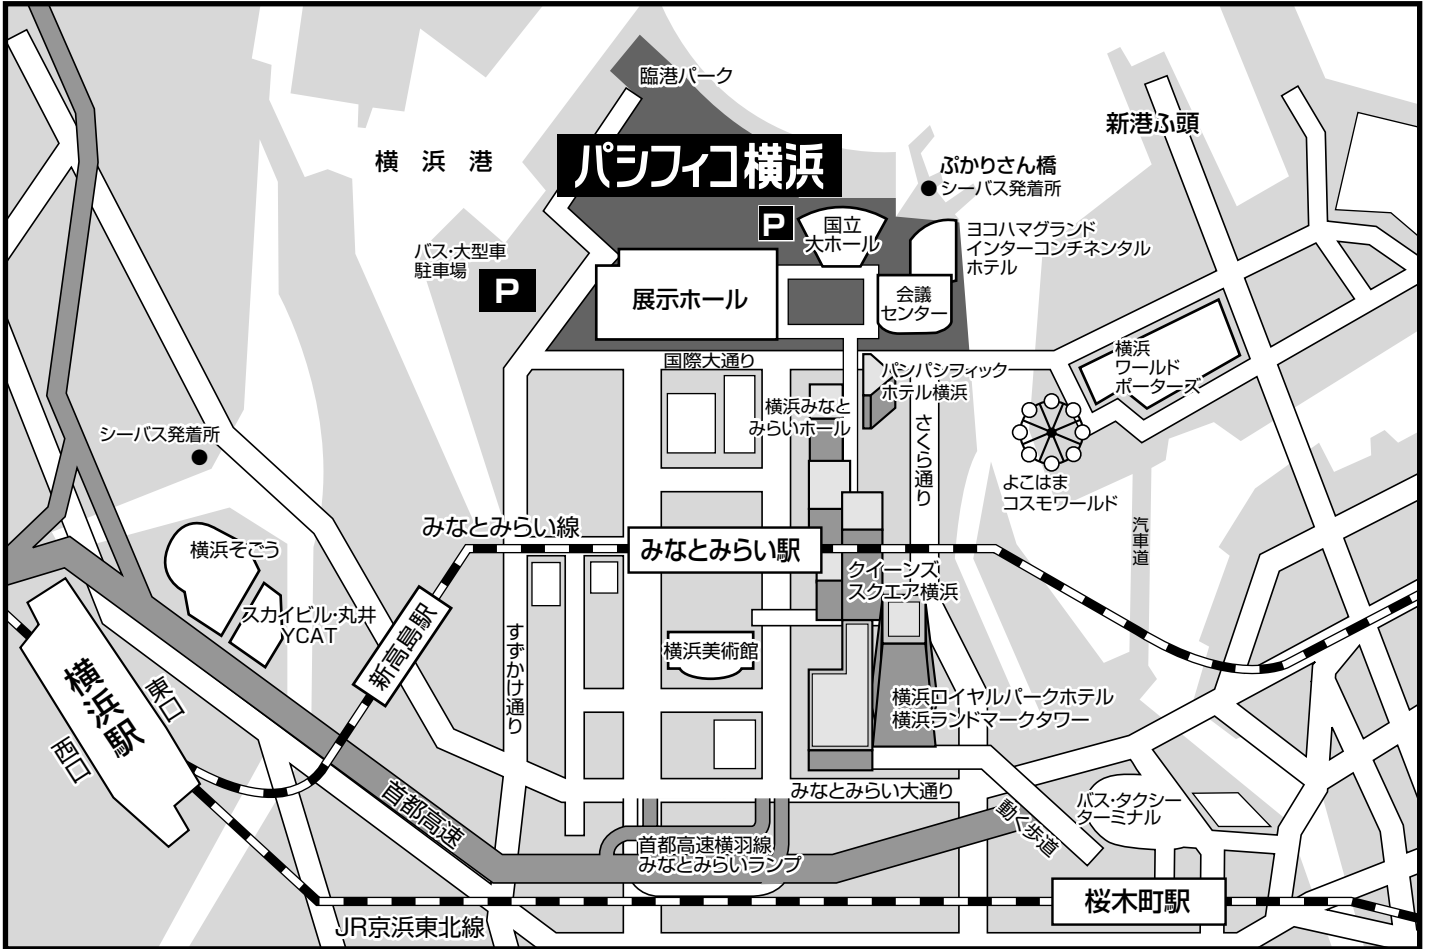 臨港パーク
新港ふ頭
横浜港
パシフィコ横浜
ぷかりさん橋
シーバス発着所
P
国立
大ホール
ヨコハマグランド
インターコンチネンタル
ホテル
バス・大型車
駐車場
P
展示ホール
会議
センター
国際大通り
パンパシフィック
ホテル横浜
横浜
ワールド
ポーターズ
横浜みなと
みらいホール
さくら通り
シーバス発着所
よこはま
コスモワールド
汽車道
みなとみらい線
みなとみらい駅
横浜そごう
クイーンズ
スクエア横浜
スカイビル・丸井
YCAT
新高島駅
すずかけ通り
横浜美術館
横浜駅
東口
西口
横浜ロイヤルパークホテル
横浜ランドマークタワー
首都高速
みなとみらい大通り
バス・タクシー
ターミナル
動く歩道
首都高速横羽線
みなとみらいランプ
桜木町駅
JR京浜東北線